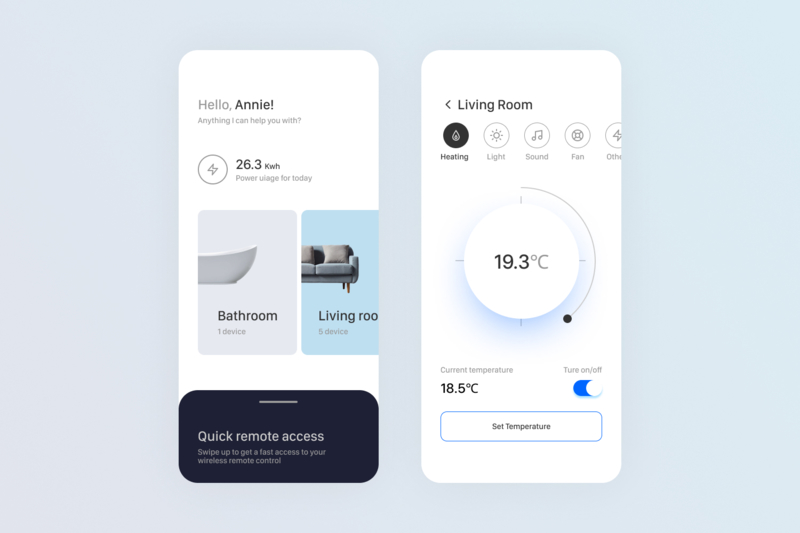 Hello, Annie!
Anything I can help you with?
26.3 Kwh
Power uiage for today
Bathroom
1 device
Living roo
5 device
Quick remote access
Swipe up to get a fast access to your
wireless remote control
Living Room
Heating
Light
Sound
Fan
Othe
19.3℃
Current temperature
Ture on/off
18.5℃
Set Temperature